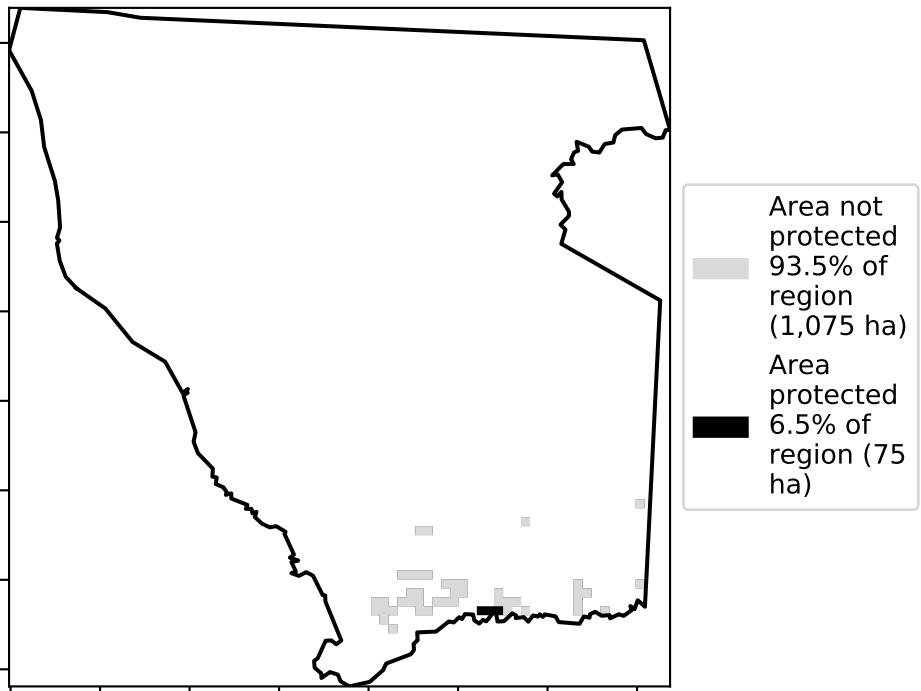 Area not
protected
93.5% of
region
(1,075 ha)
Area
protected
6.5% of
region (75
ha)